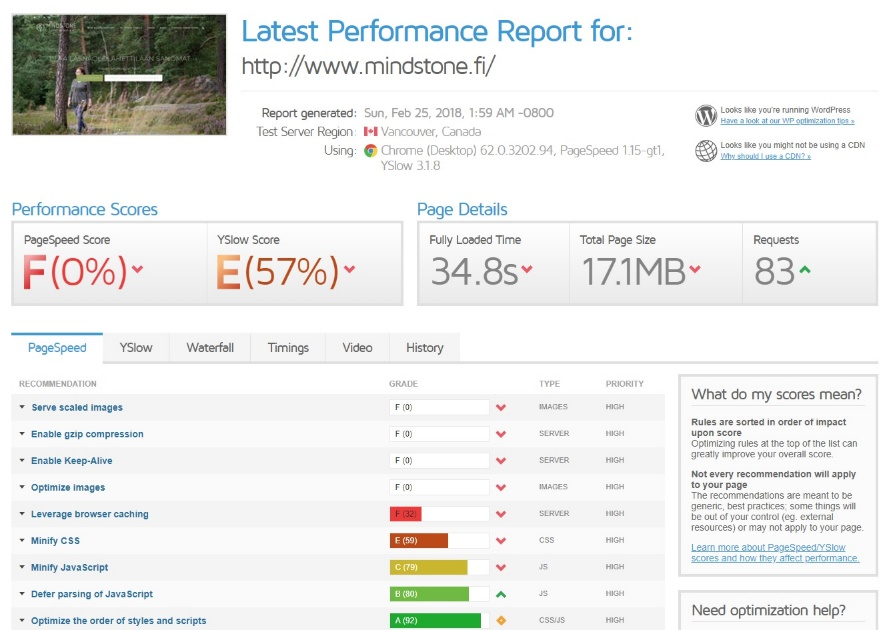 Latest Performance Report for:
http://www.mindstone.fi/
Report generated: Sun, Feb 25, 2018, 1:59 AM -0800
Test Server Region: Vancouver, Canada
Using: Chrome (Desktop) 62.0.3202.94, PageSpeed 1.15-gt1,
YSlow 3.1.8
Looks like you're running WordPress
Have a look at our WP optimization tips »
Looks like you might not be using a CDN
Why should I use a CDN? »
Performance Scores
PageSpeed Score
F(0%)
YSlow Score
E(57%)
Page Details
Fully Loaded Time
34.8s
Total Page Size
17.1MB
Requests
83
PageSpeed YSlow Waterfall Timings Video History
RECOMMENDATION GRADE TYPE PRIORITY
Serve scaled images F (0) IMAGES HIGH
Enable gzip compression F (0) SERVER HIGH
Enable Keep-Alive F (0) SERVER HIGH
Optimize images F (0) IMAGES HIGH
Leverage browser caching F (32) SERVER HIGH
Minify CSS E (59) CSS HIGH
Minify JavaScript C (79) JS HIGH
Defer parsing of JavaScript B (80) JS HIGH
Optimize the order of styles and scripts A (92) CSS/JS HIGH
What do my scores mean?
Rules are sorted in order of impact
upon score
Optimizing rules at the top of the list can
greatly improve your overall score.
Not every recommendation will apply
to your page
The recommendations are meant to be
generic, best practices; some things will
be out of your control (eg. external
resources) or may not apply to your page.
Learn more about PageSpeed/YSlow
scores and how they affect performance.
Need optimization help?